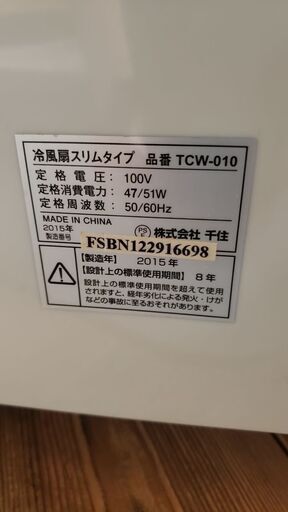 冷風扇スリムタイプ 品番 TCW-010
定格電圧：100V
定格消費電力：47/51W
定格周波数：50/60Hz
MADE IN CHINA
2015年
製造番号
PS E 株式会社 千住
FSBN122916698
【製造年】2015年
【設計上の標準使用期間】8年
設計上の標準使用期間を超えて使用
されますと、経年劣化による発火・けが
などの事故に至るおそれがあります。